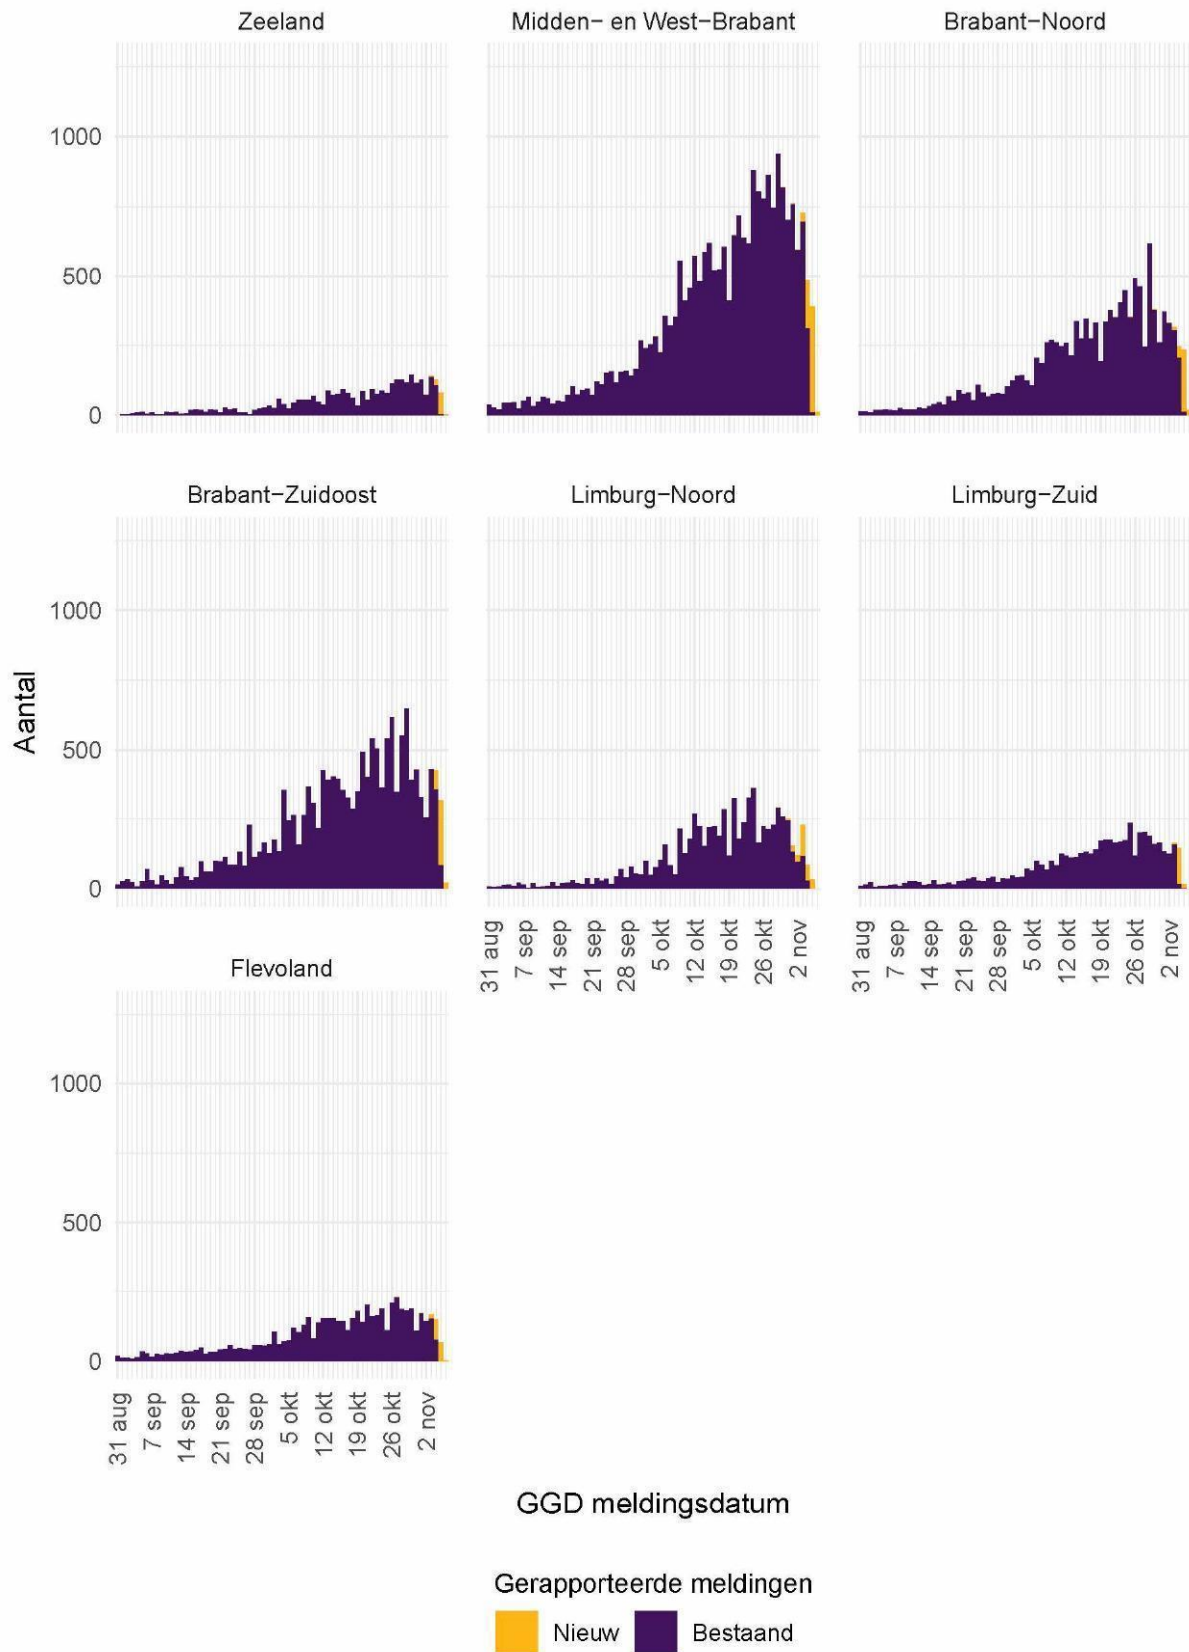 Zeeland
Midden- en West-Brabant
Brabant-Noord
1000
500
0
Brabant-Zuidoost
Limburg-Noord
Limburg-Zuid
1000
500
0
Aantal
31 aug
7 sep
14 sep
21 sep
28 sep
5 okt
12 okt
19 okt
26 okt
2 nov
31 aug
7 sep
14 sep
21 sep
28 sep
5 okt
12 okt
19 okt
26 okt
2 nov
Flevoland
1000
500
0
31 aug
7 sep
14 sep
21 sep
28 sep
5 okt
12 okt
19 okt
26 okt
2 nov
GGD meldingsdatum
Gerapporteerde meldingen
Nieuw
Bestaand